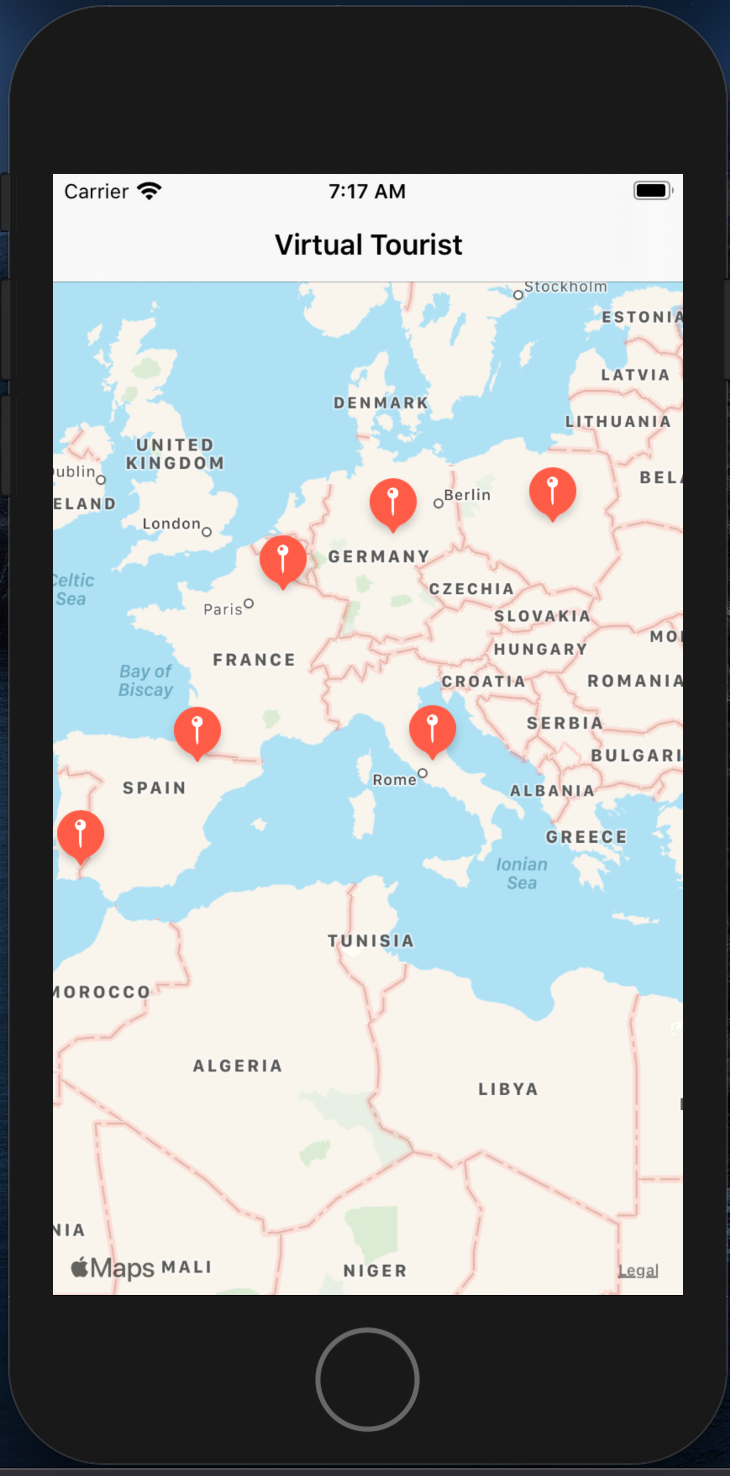 Carrier
7:17 AM
Virtual Tourist
Stockholm
ESTONIA
LATVIA
DENMARK
LITHUANIA
UNITED
KINGDOM
BELA
ublin
Berlin
ELAND
London
GERMANY
Celtic
Sea
CZECHIA
Paris
SLOVAKIA
MOL
HUNGARY
FRANCE
Bay of
Biscay
CROATIA
ROMANIA
SERBIA
BULGARI
Rome
SPAIN
ALBANIA
GREECE
Ionian
Sea
TUNISIA
MOROCCO
ALGERIA
LIBYA
NIA
Maps
MALI
NIGER
Legal